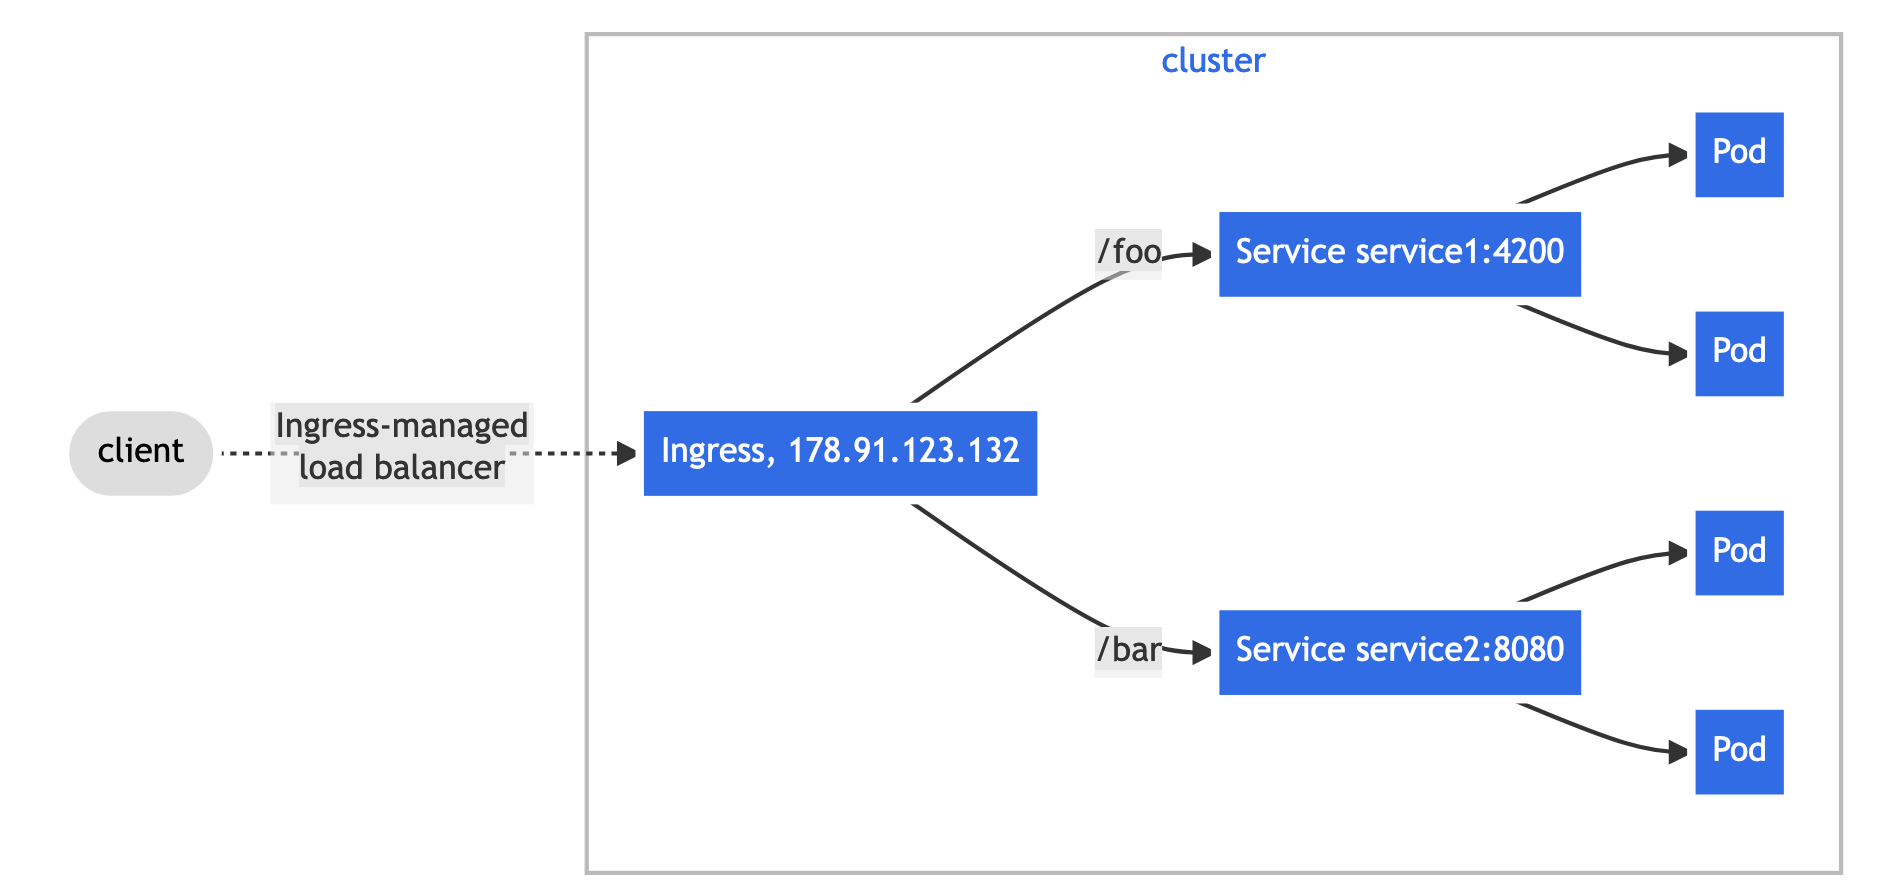 cluster
client
Ingress-managed
load balancer
Ingress, 178.91.123.132
/foo
Service service1:4200
Pod
Pod
/bar
Service service2:8080
Pod
Pod